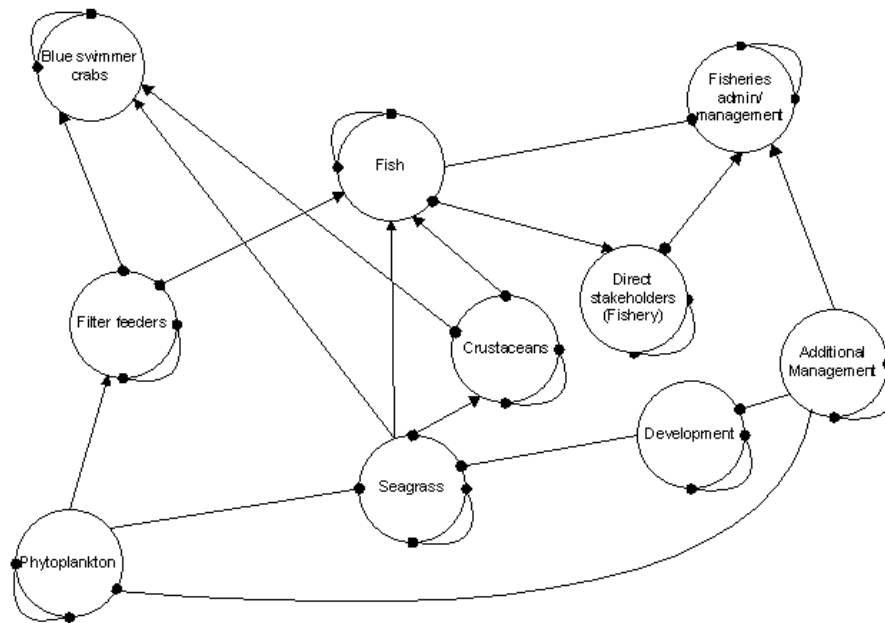 Blue swimmer
crabs
Fisheries
admin/
management
Fish
Direct
stakeholders
(Fishery)
Filter feeders
Crustaceans
Additional
Management
Development
Seagrass
Phytoplankton